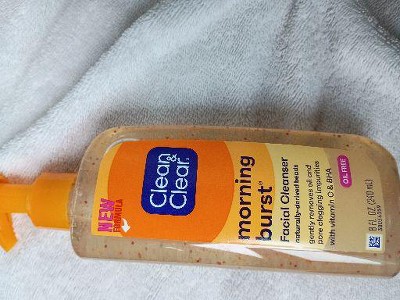 NEW
FORMULA
Clean &
Clear®
morning
burst®
Facial Cleanser
naturally-derived beads
gently removes oil and
pore clogging impurities
with vitamin C & BHA
OIL FREE
8 FL OZ (240 mL)